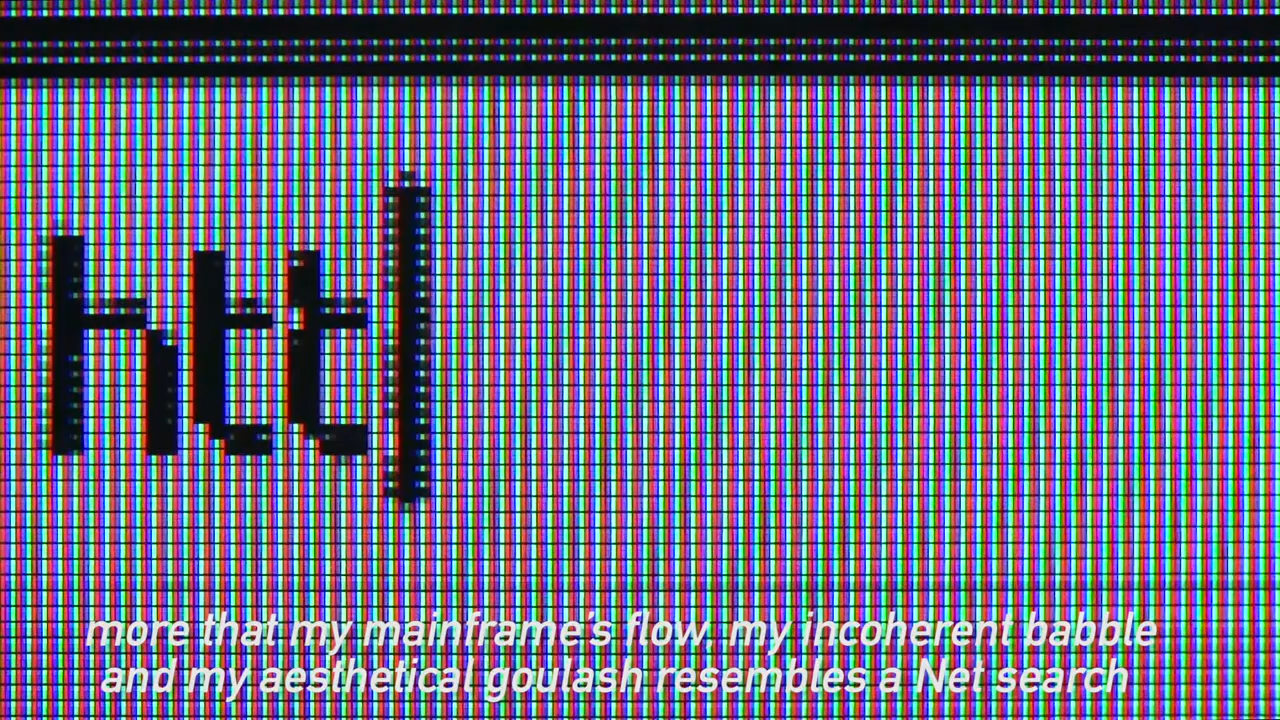 htt
more that my mainframe's flow, my incoherent babble
and my aesthetical goulash resembles a Net search